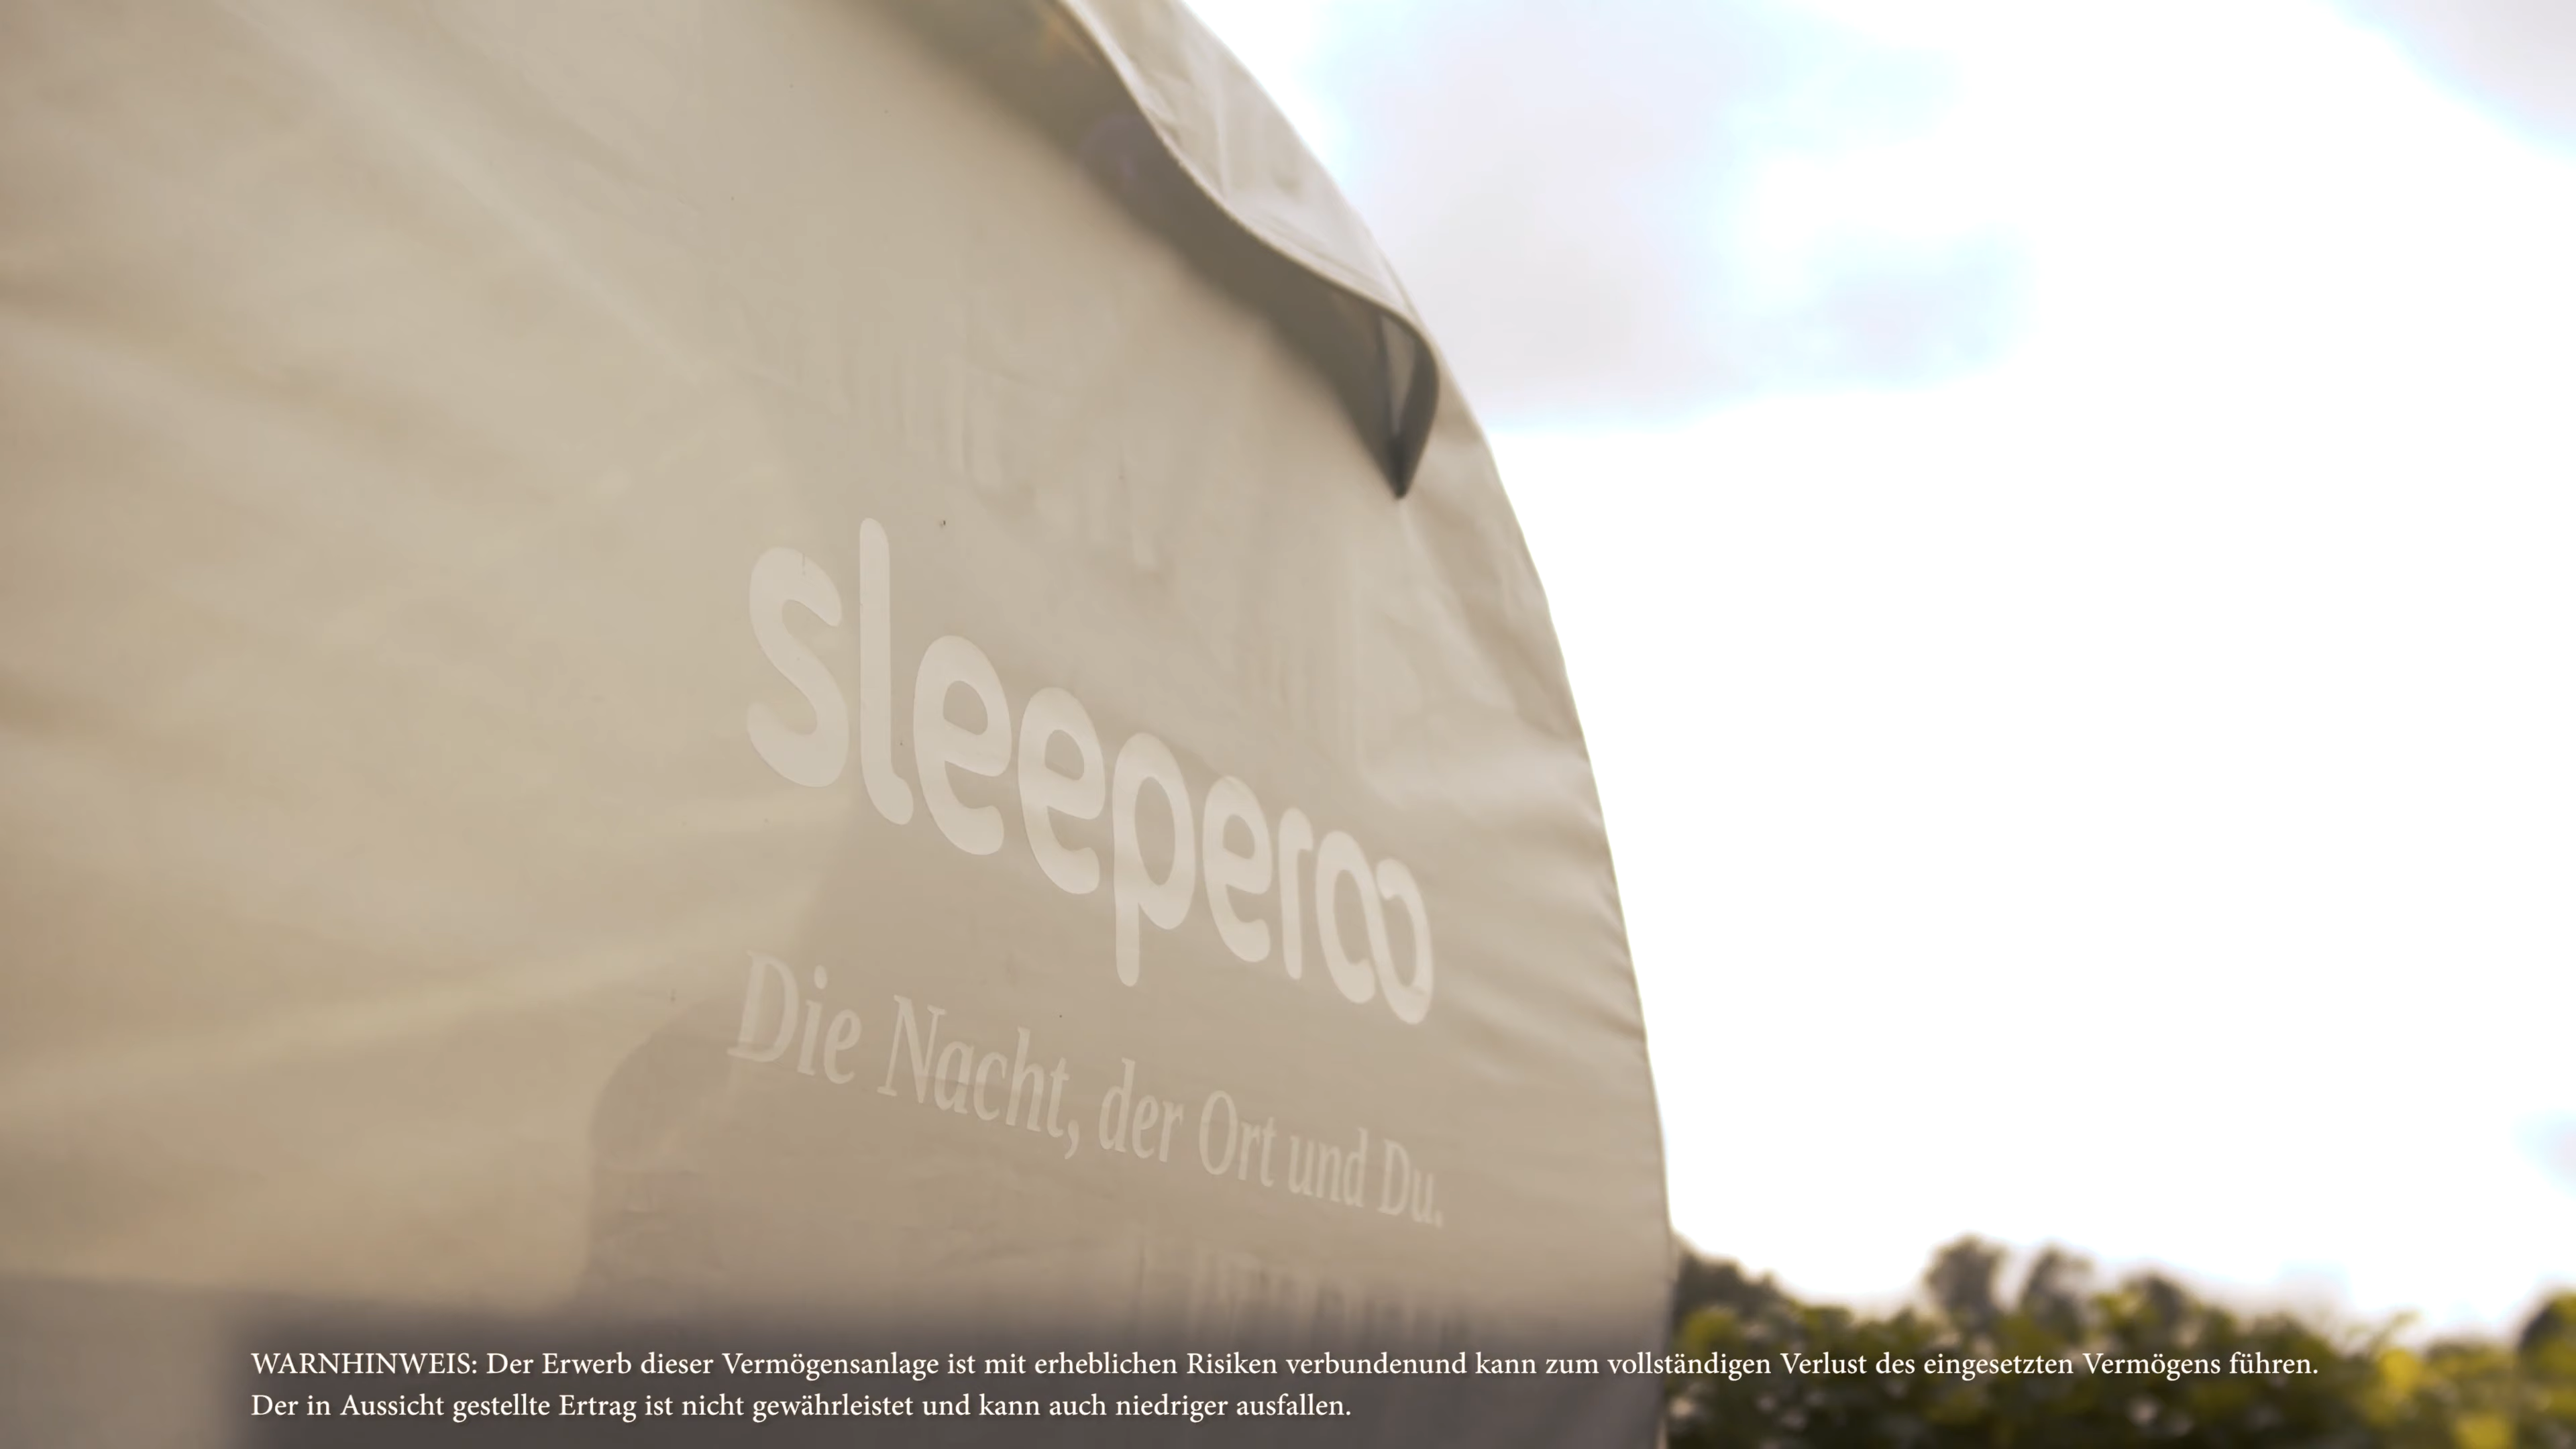 sleeperoo
Die Nacht, der Ort und Du.
WARNHINWEIS: Der Erwerb dieser Vermögensanlage ist mit erheblichen Risiken verbundenund kann zum vollständigen Verlust des eingesetzten Vermögens führen.
Der in Aussicht gestellte Ertrag ist nicht gewährleistet und kann auch niedriger ausfallen.